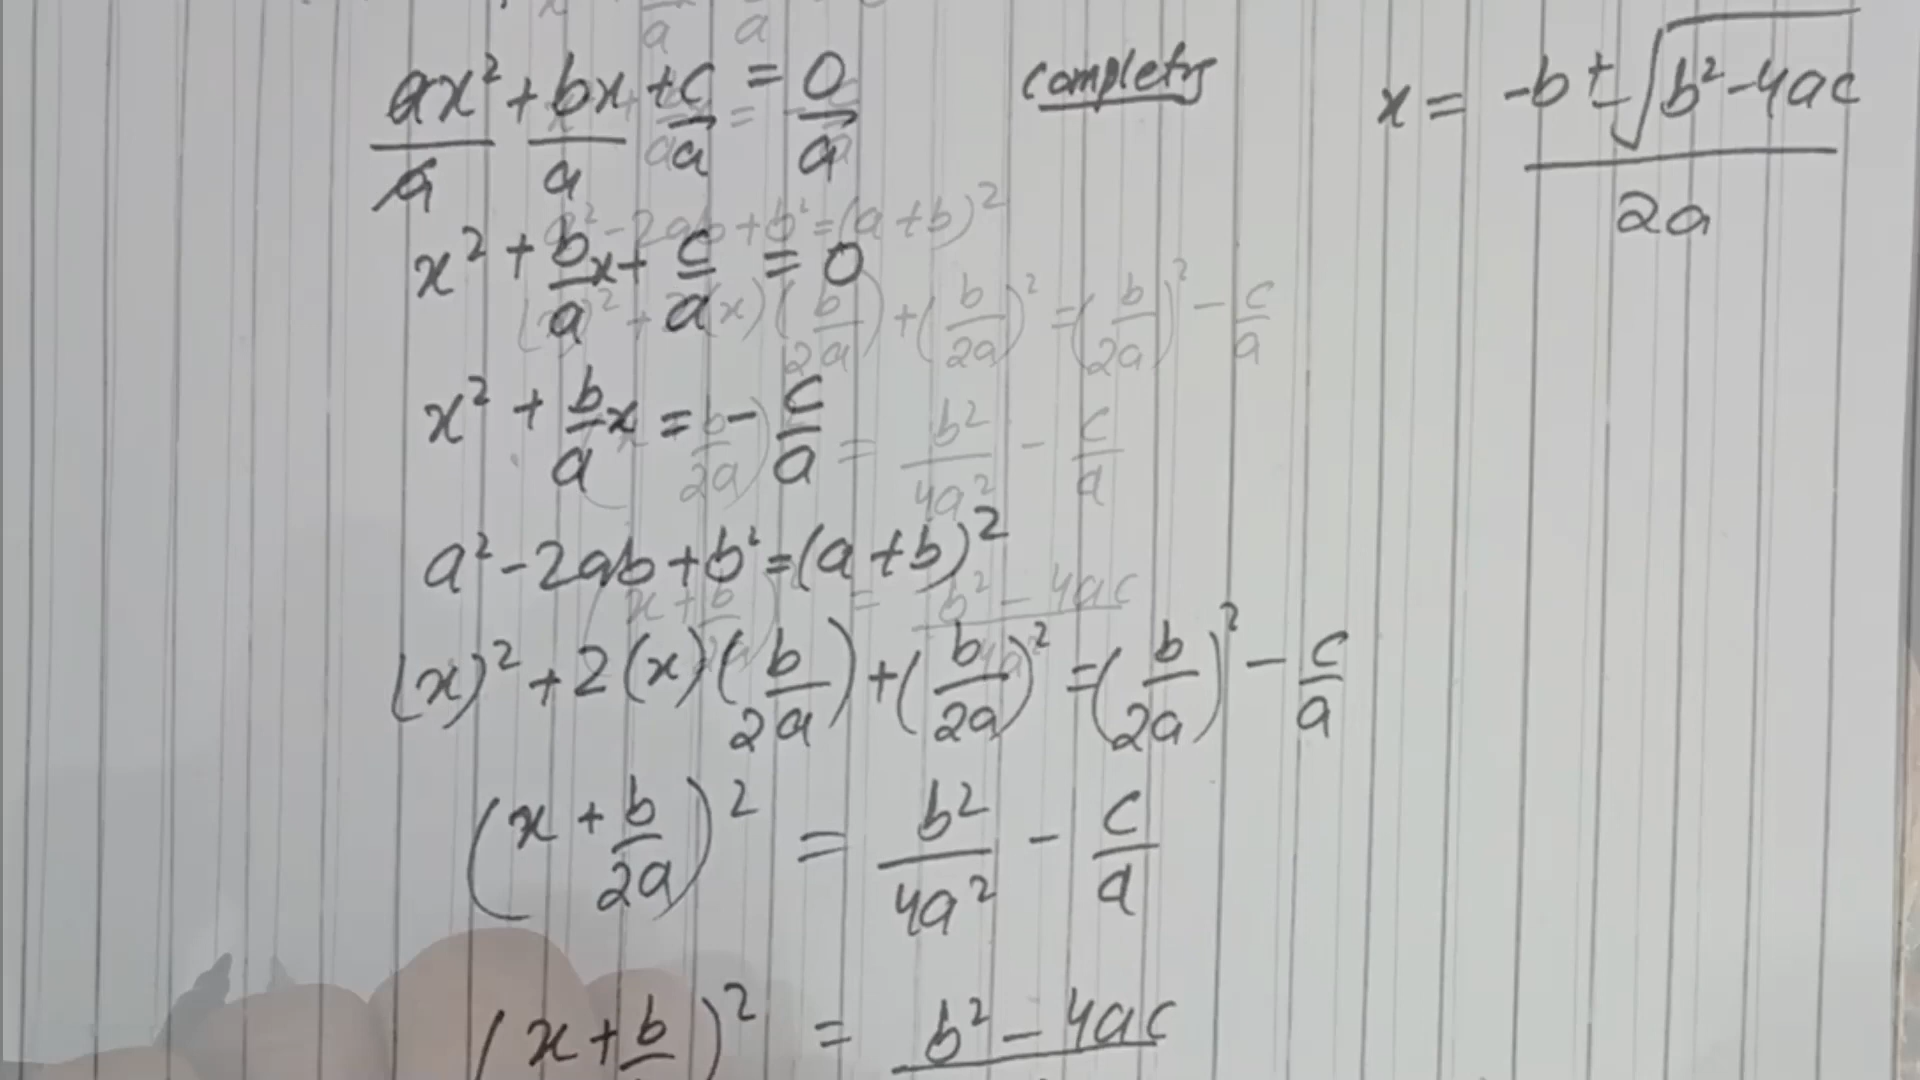 ax²/a + bx/a + c/a = 0/a
completing
x = -b ± √(b² - 4ac) / 2a
x² + b/a x + c/a = 0
x² + b/a x = - c/a
a² - 2ab + b² = (a + b)²
(x)² + 2(x)(b/2a) + (b/2a)² = (b/2a)² - c/a
(x + b/2a)² = b²/4a² - c/a
(x + b/ )² = b² - 4ac